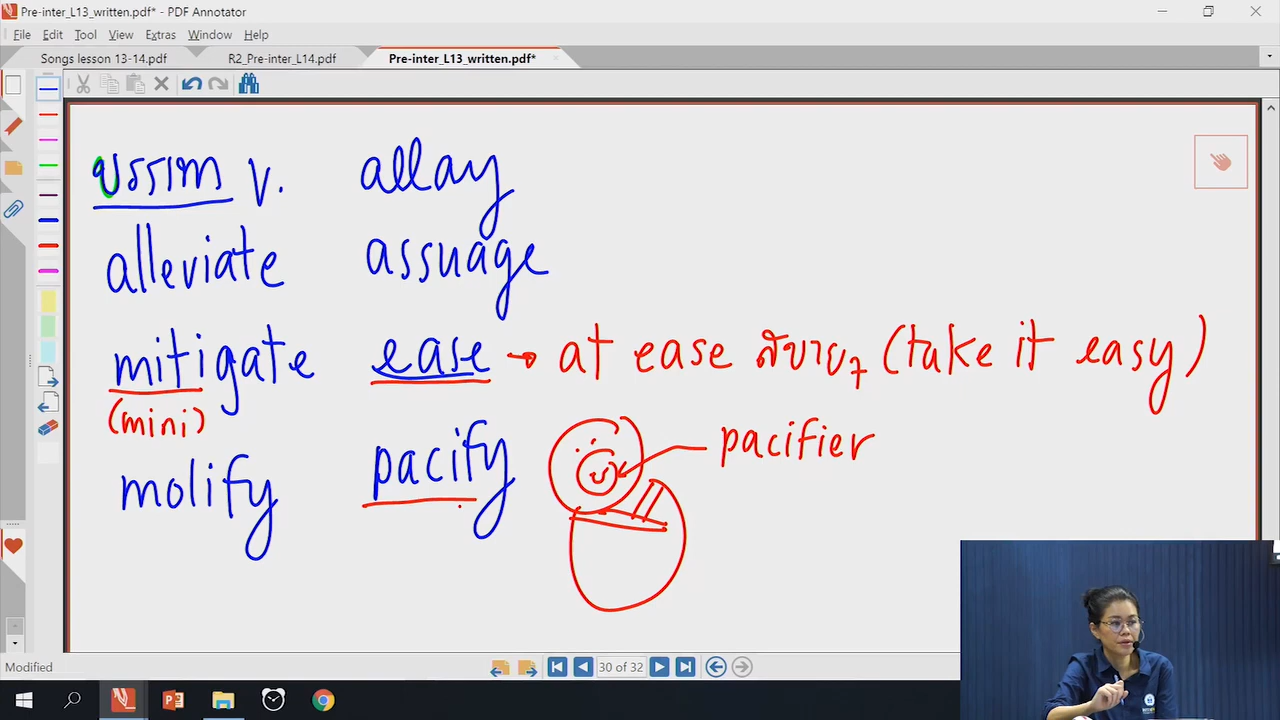 Pre-inter_L13_written.pdf* - PDF Annotator
File Edit Tool View Extras Window Help
Songs lesson 13-14.pdf R2_Pre-inter_L14.pdf Pre-inter_L13_written.pdf*
บรรเทา v. allay
alleviate assuage
mitigate ease → at ease สบายๆ (take it easy)
(mini)
molify pacify pacifier
Modified 30 of 32